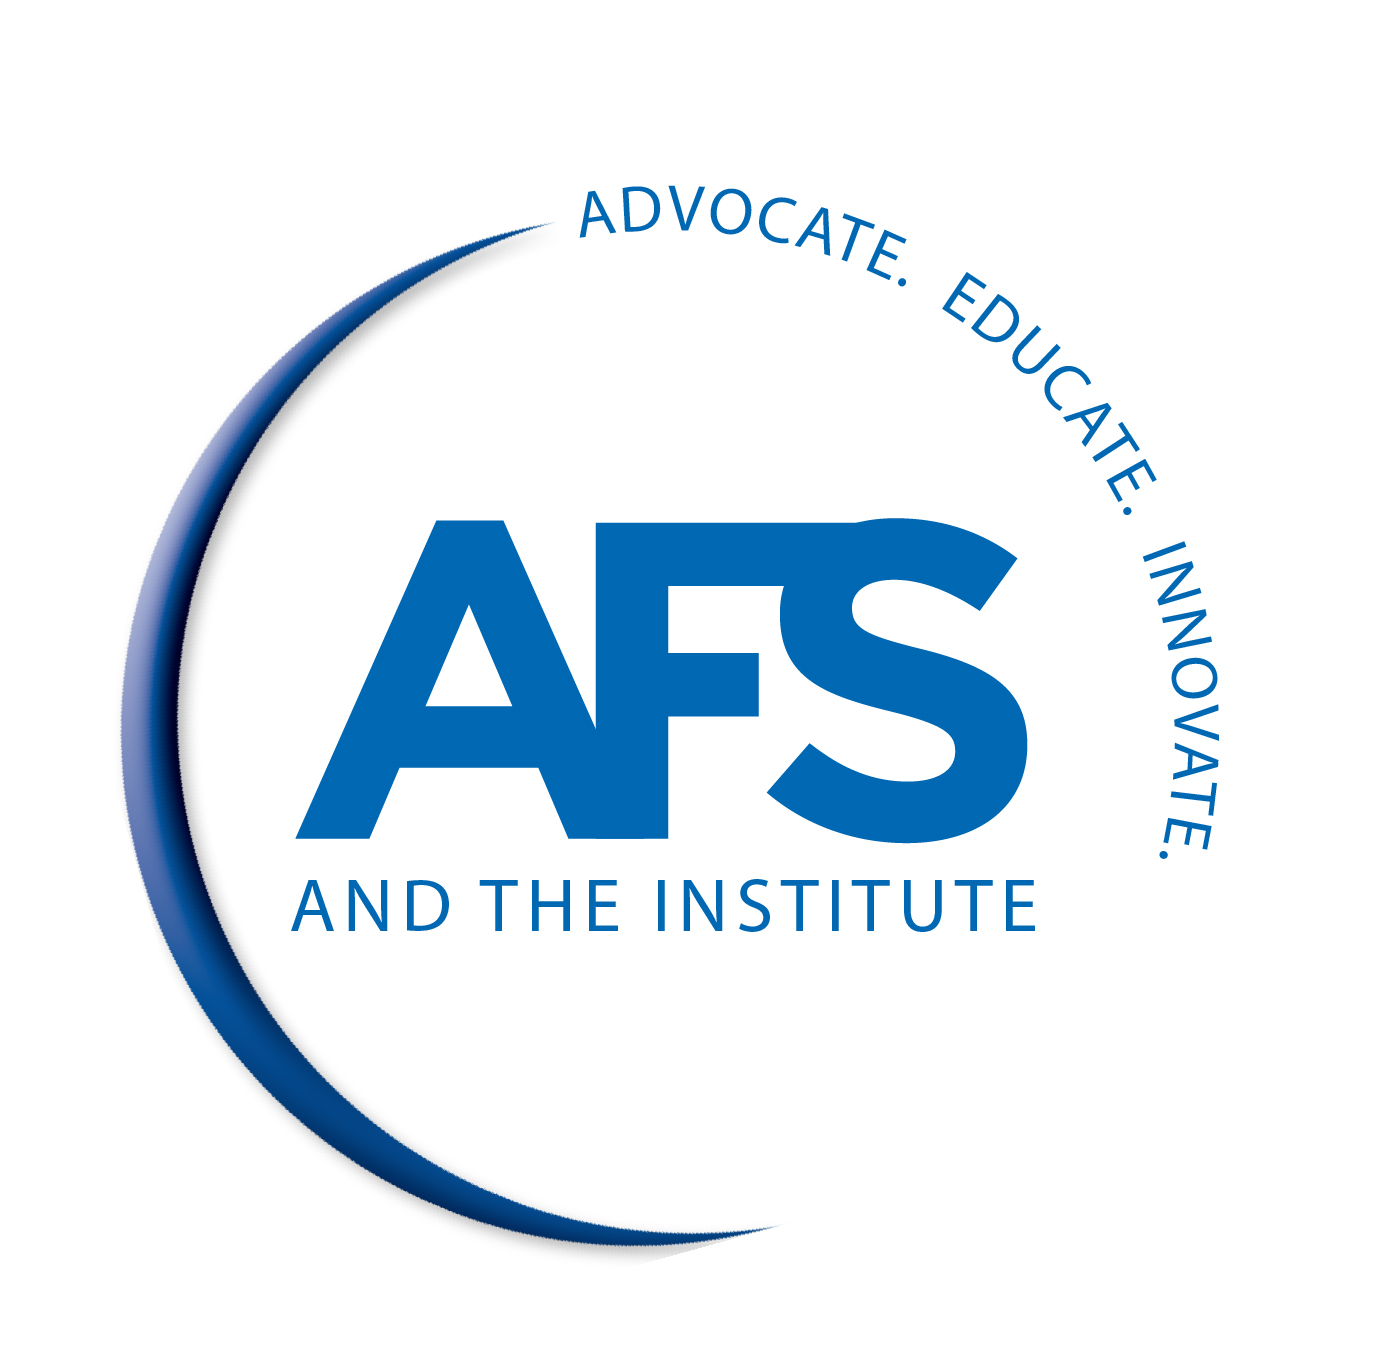 ADVOCATE. EDUCATE. INNOVATE.
AFS
AND THE INSTITUTE